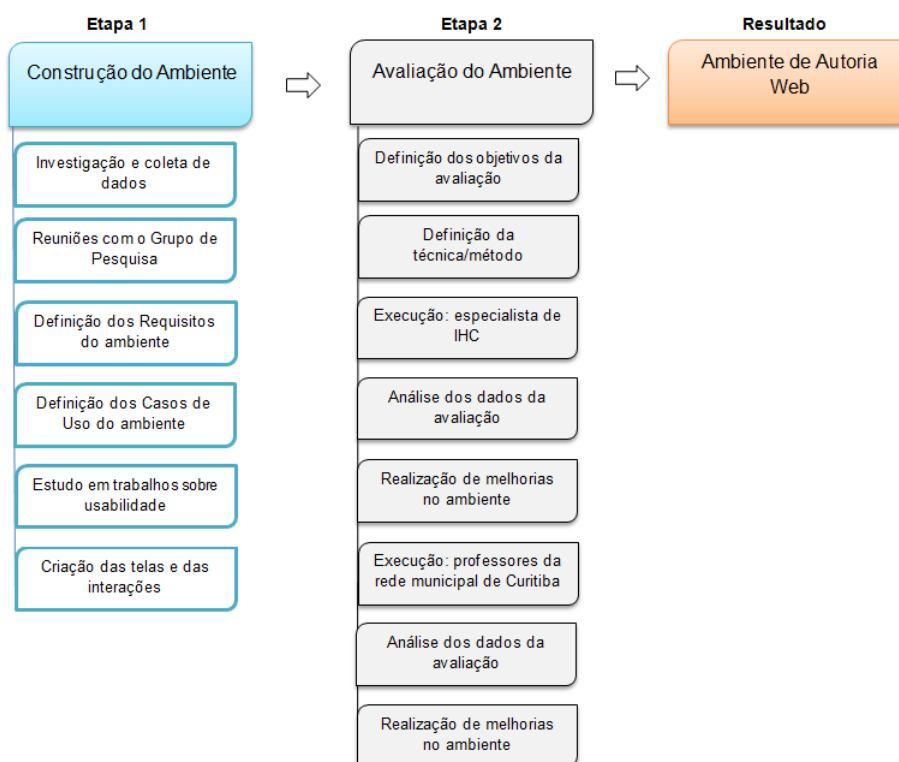 Etapa 1
Construção do Ambiente
Investigação e coleta de
dados
Reuniões com o Grupo de
Pesquisa
Definição dos Requisitos
do ambiente
Definição dos Casos de
Uso do ambiente
Estudo em trabalhos sobre
usabilidade
Criação das telas e das
interações
Etapa 2
Avaliação do Ambiente
Definição dos objetivos da
avaliação
Definição da
técnica/método
Execução: especialista de
IHC
Análise dos dados da
avaliação
Realização de melhorias
no ambiente
Execução: professores da
rede municipal de Curitiba
Análise dos dados da
avaliação
Realização de melhorias
no ambiente
Resultado
Ambiente de Autoria
Web